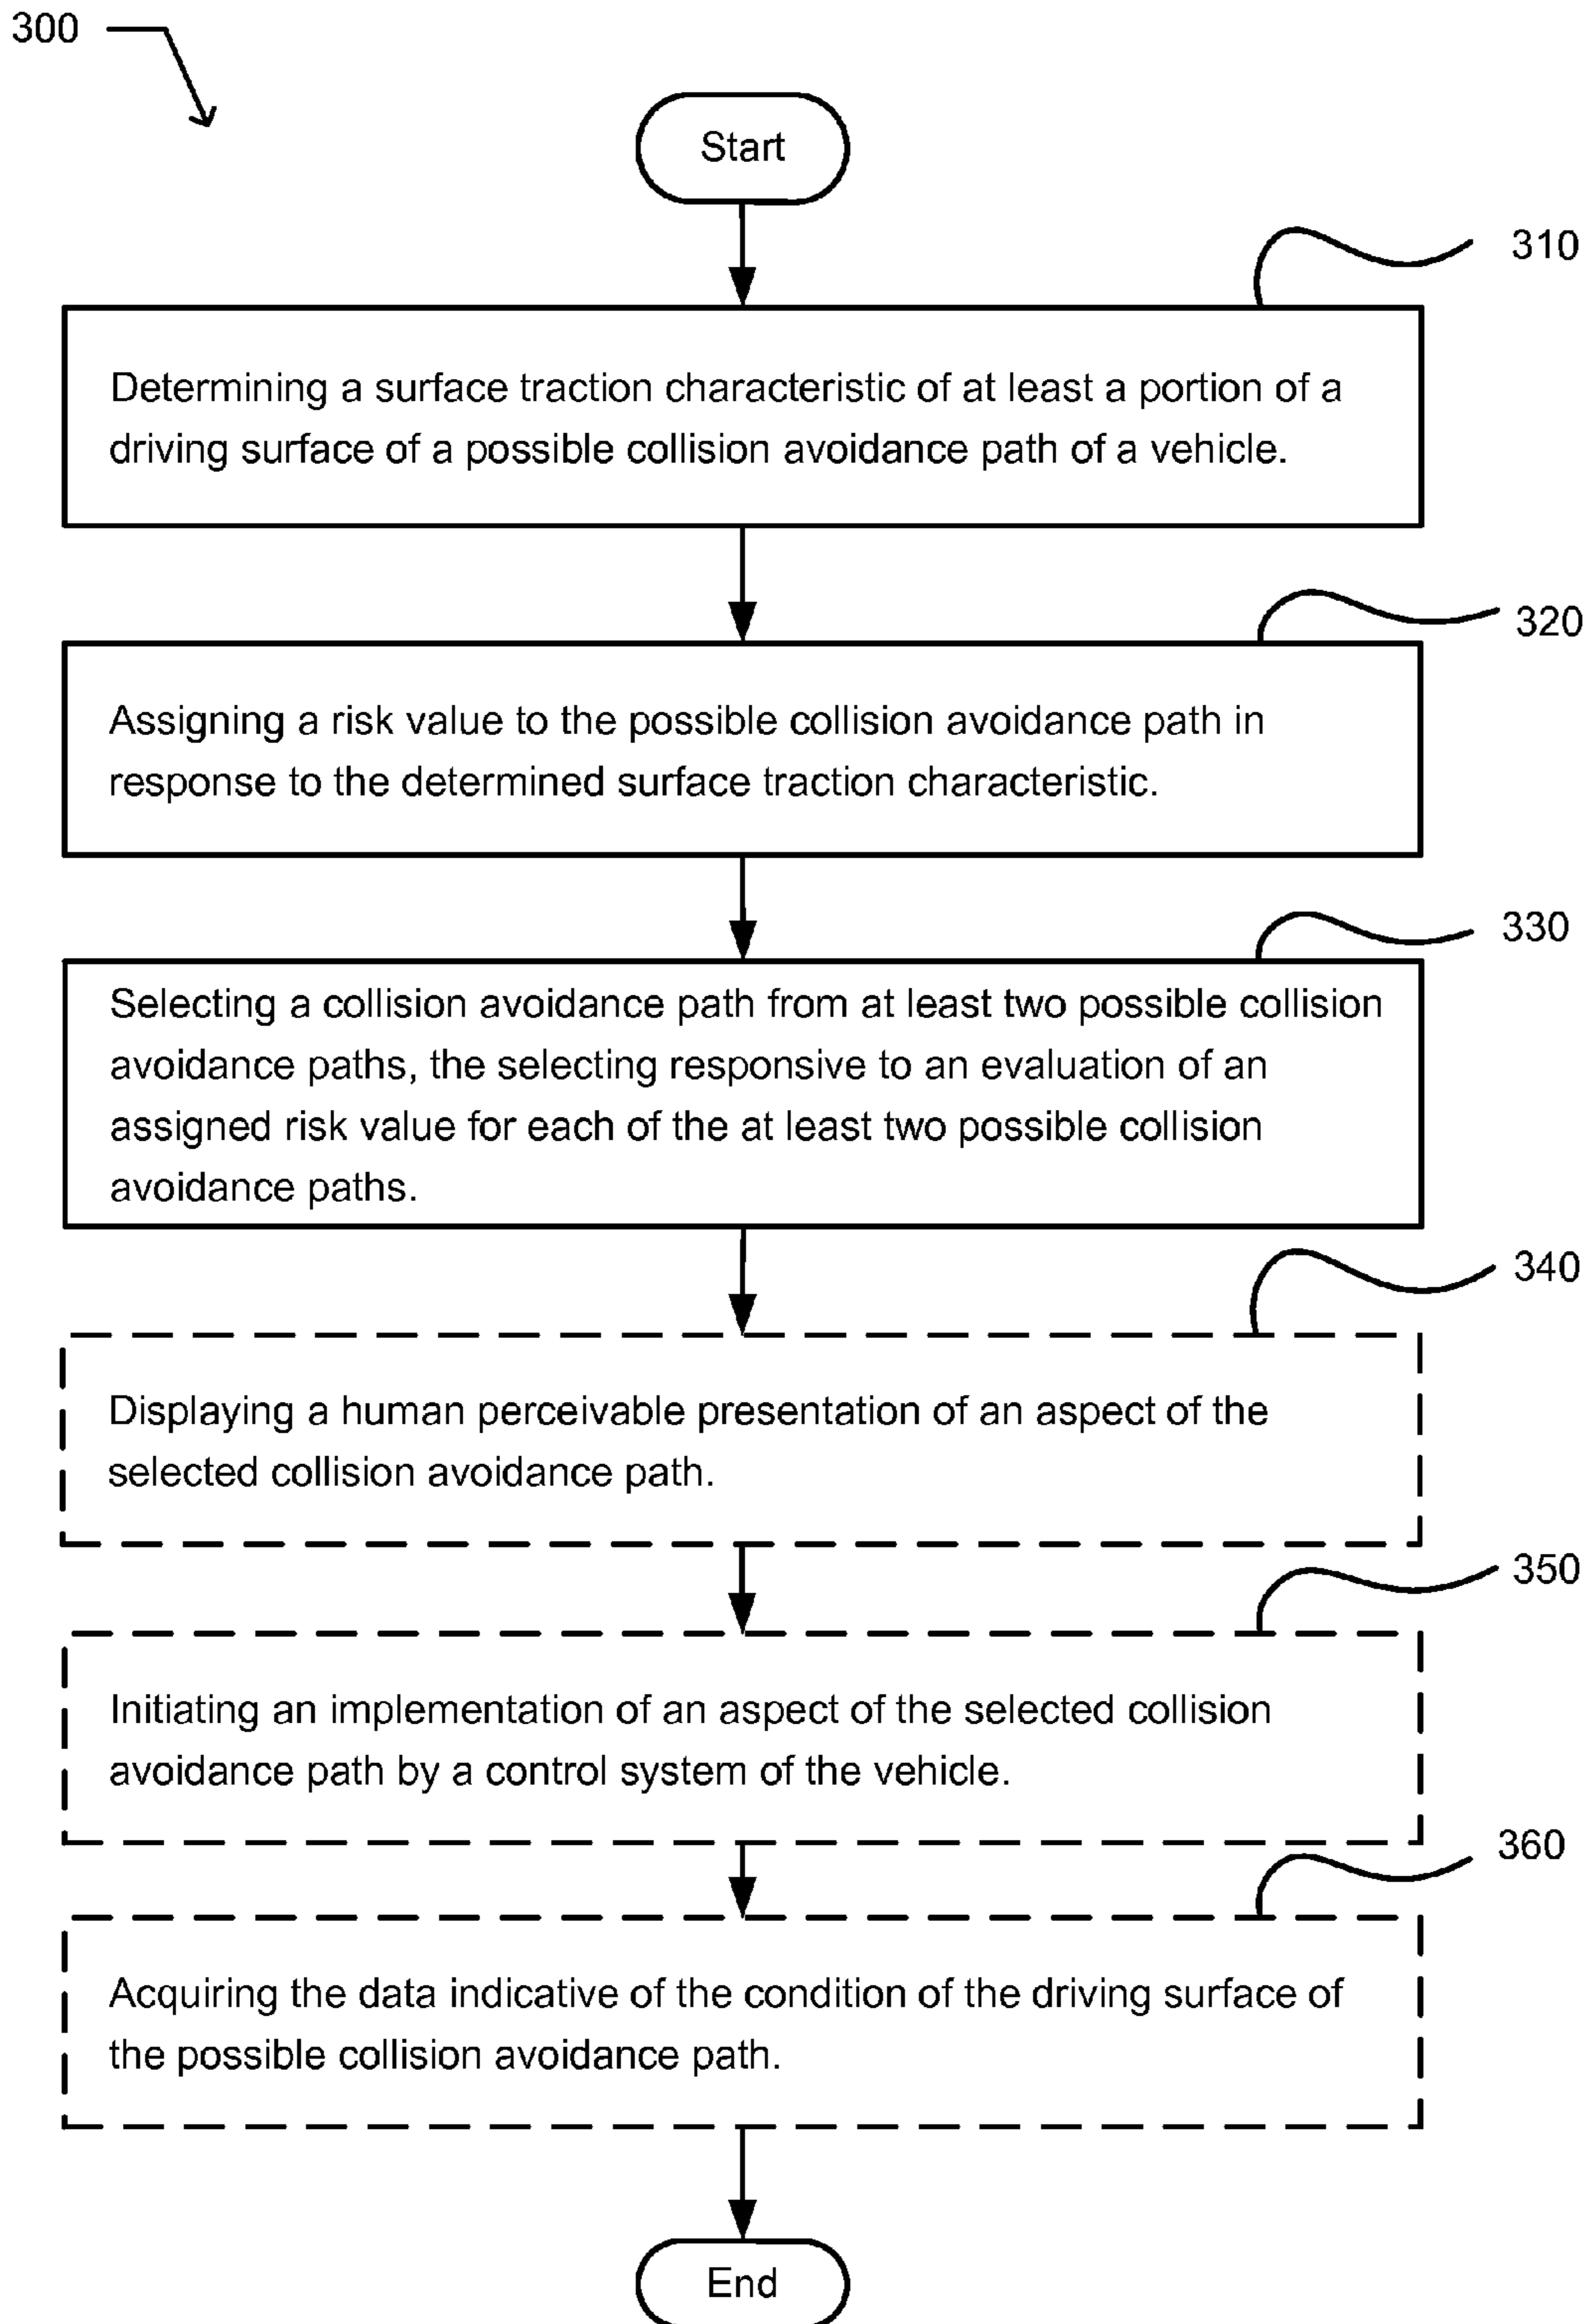 300
Start
310
Determining a surface traction characteristic of at least a portion of a
driving surface of a possible collision avoidance path of a vehicle.
320
Assigning a risk value to the possible collision avoidance path in
response to the determined surface traction characteristic.
330
Selecting a collision avoidance path from at least two possible collision
avoidance paths, the selecting responsive to an evaluation of an
assigned risk value for each of the at least two possible collision
avoidance paths.
340
Displaying a human perceivable presentation of an aspect of the
selected collision avoidance path.
350
Initiating an implementation of an aspect of the selected collision
avoidance path by a control system of the vehicle.
360
Acquiring the data indicative of the condition of the driving surface of
the possible collision avoidance path.
End